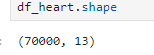 df_heart.shape
(70000, 13)